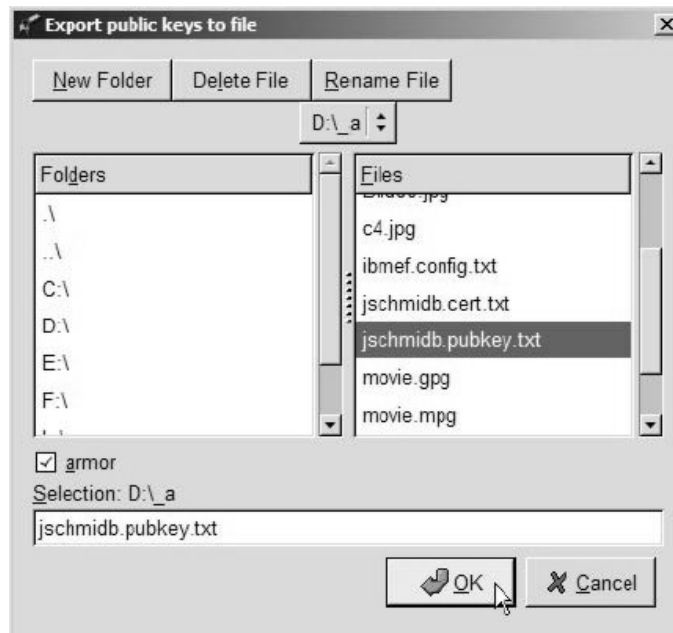 Export public keys to file
New Folder Delete File Rename File
D:\_a
Folders
.\
..\
C:\
D:\
E:\
F:\
Files
c4.jpg
ibmef.config.txt
jschmidb.cert.txt
jschmidb.pubkey.txt
movie.gpg
movie.mpg
armor
Selection: D:\_a
jschmidb.pubkey.txt
OK Cancel